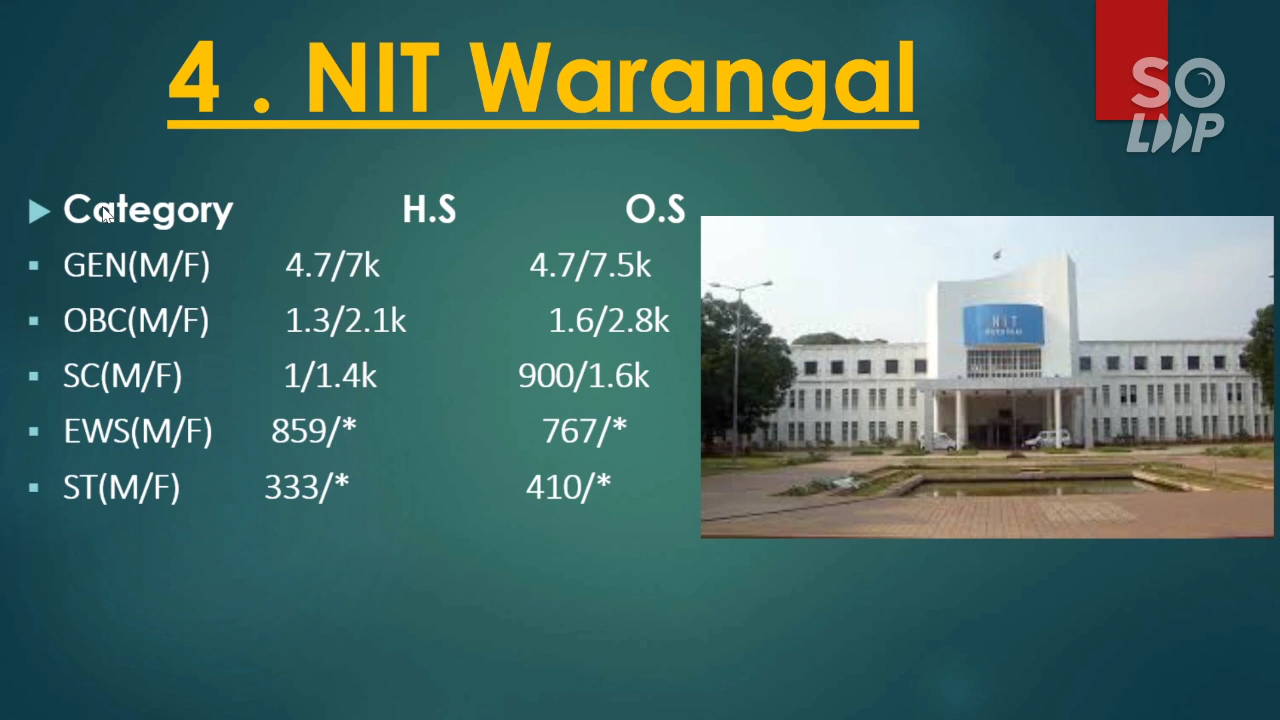 4 . NIT Warangal
SO
LOOP
Category H.S O.S
GEN(M/F) 4.7/7k 4.7/7.5k
OBC(M/F) 1.3/2.1k 1.6/2.8k
SC(M/F) 1/1.4k 900/1.6k
EWS(M/F) 859/* 767/*
ST(M/F) 333/* 410/*
NIT